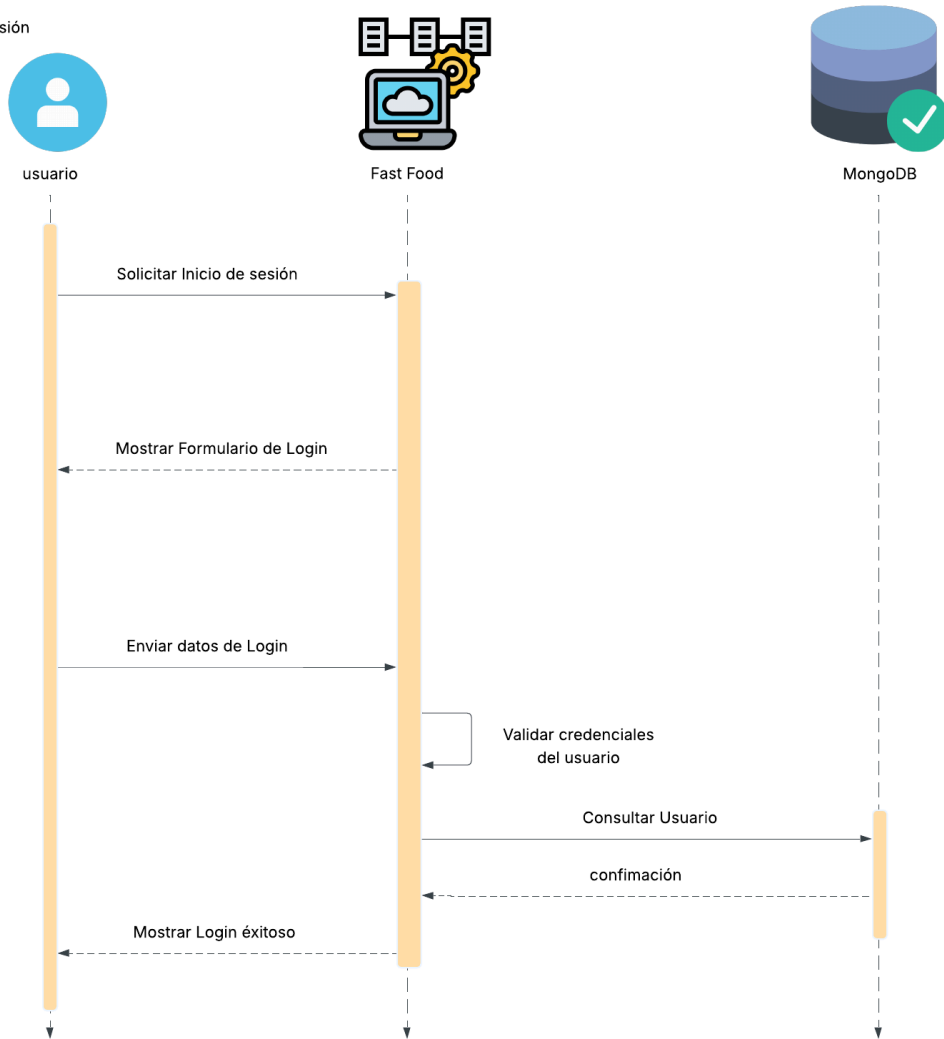 sión
usuario
Fast Food
MongoDB
Solicitar Inicio de sesión
Mostrar Formulario de Login
Enviar datos de Login
Validar credenciales
del usuario
Consultar Usuario
confimación
Mostrar Login éxitoso